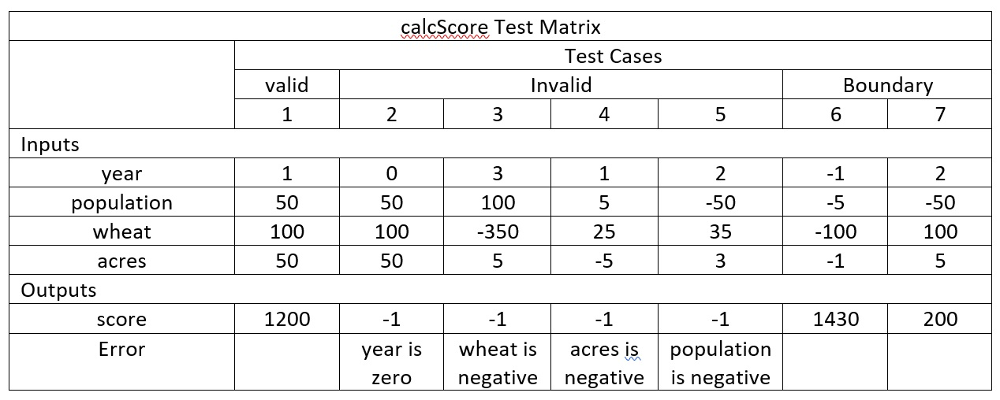 calcScore Test Matrix
Test Cases
valid Invalid Boundary
1 2 3 4 5 6 7
Inputs
year 1 0 3 1 2 -1 2
population 50 50 100 5 -50 -5 -50
wheat 100 100 -350 25 35 -100 100
acres 50 50 5 -5 3 -1 5
Outputs
score 1200 -1 -1 -1 -1 1430 200
Error year is wheat is acres is population
zero negative negative is negative